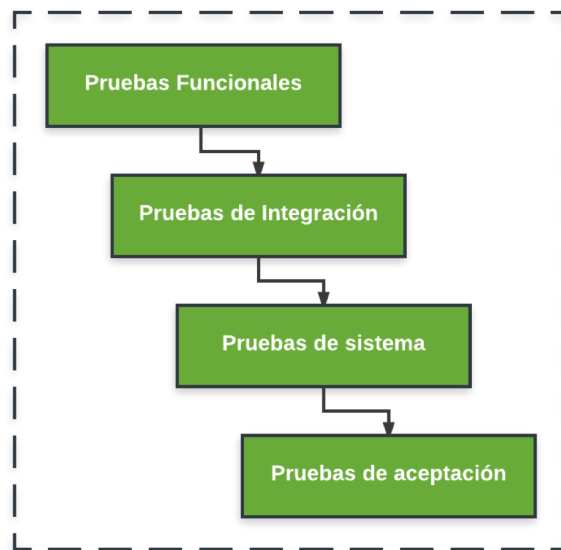 Pruebas Funcionales
Pruebas de Integración
Pruebas de sistema
Pruebas de aceptación